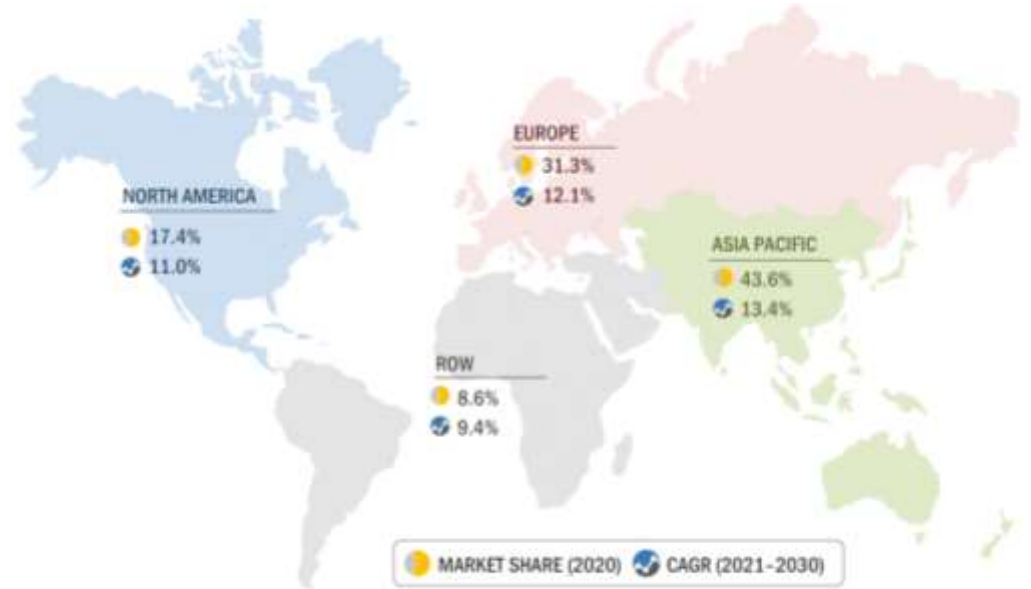 EUROPE
31.3%
12.1%
NORTH AMERICA
17.4%
11.0%
ASIA PACIFIC
43.6%
13.4%
ROW
8.6%
9.4%
MARKET SHARE (2020) CAGR (2021-2030)